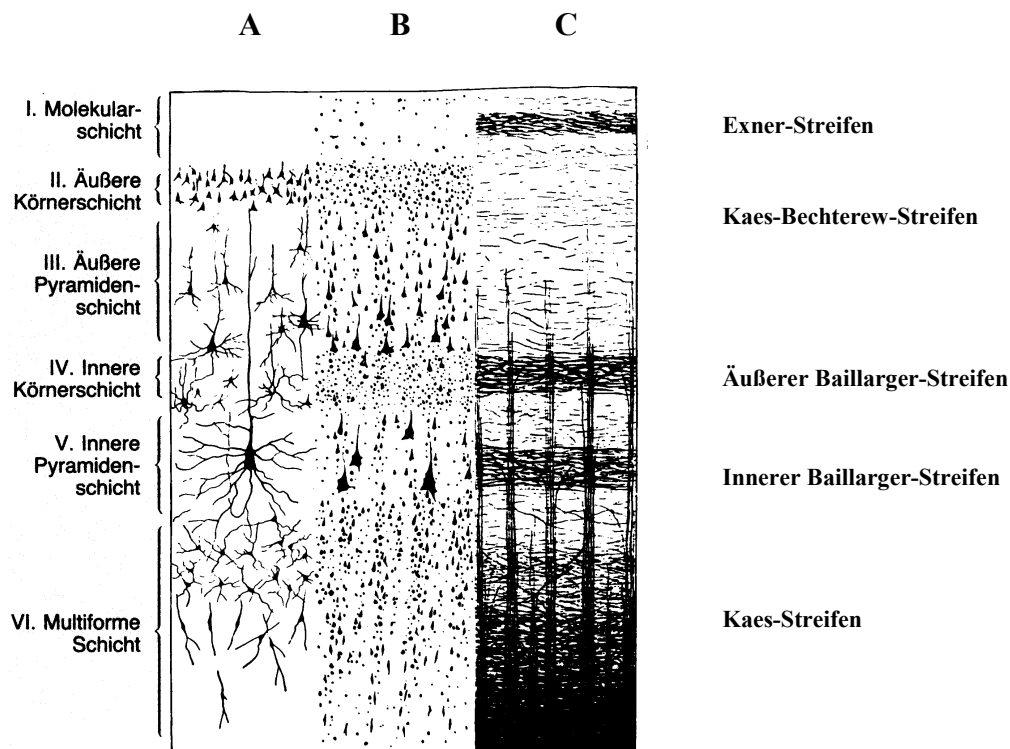 A B C
I. Molekular-
schicht
II. Äußere
Körnerschicht
III. Äußere
Pyramiden-
schicht
IV. Innere
Körnerschicht
V. Innere
Pyramiden-
schicht
VI. Multiforme
Schicht
Exner-Streifen
Kaes-Bechterew-Streifen
Äußerer Baillarger-Streifen
Innerer Baillarger-Streifen
Kaes-Streifen